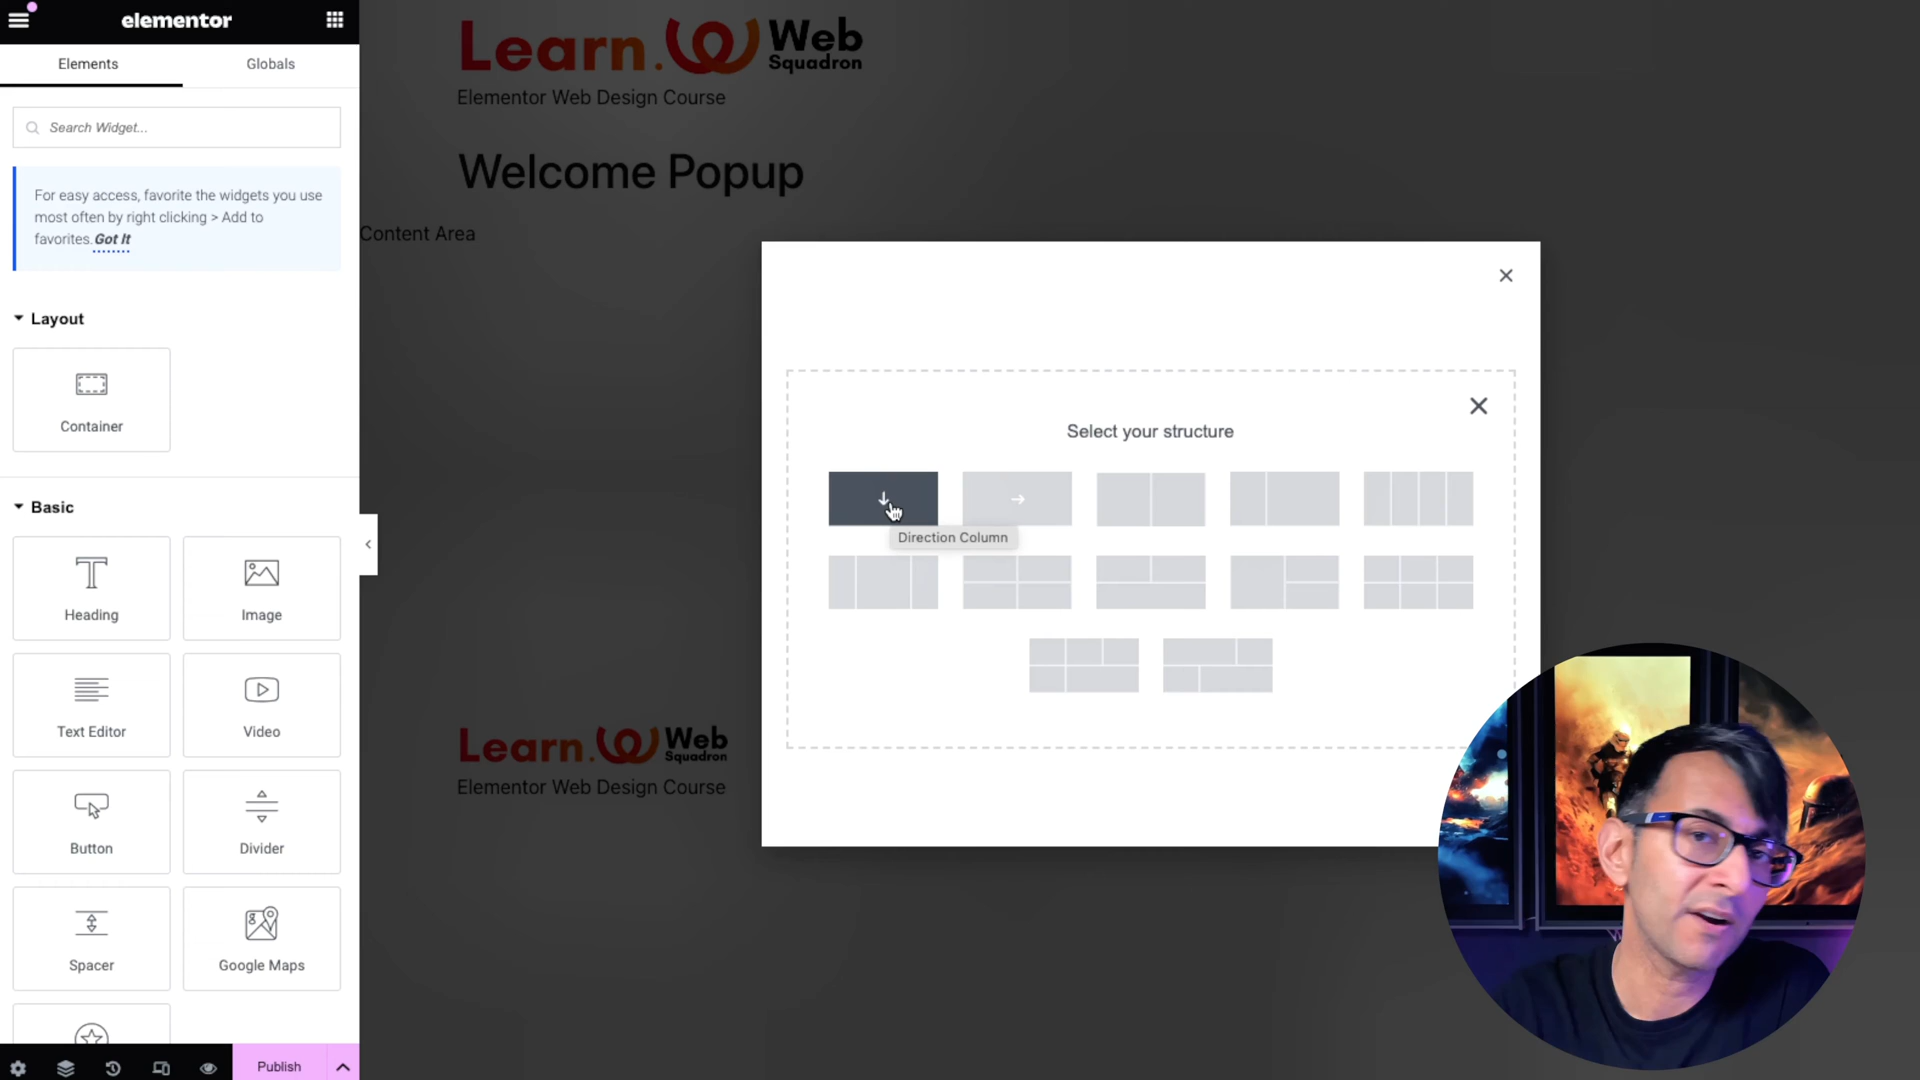 elementor
Elements
Globals
Search Widget...
For easy access, favorite the widgets you use
most often by right clicking > Add to
favorites. Got It
Layout
Container
Basic
Heading
Image
Text Editor
Video
Button
Divider
Spacer
Google Maps
Publish
Learn. Web
Squadron
Elementor Web Design Course
Welcome Popup
Content Area
Select your structure
Direction Column
Learn. Web
Squadron
Elementor Web Design Course